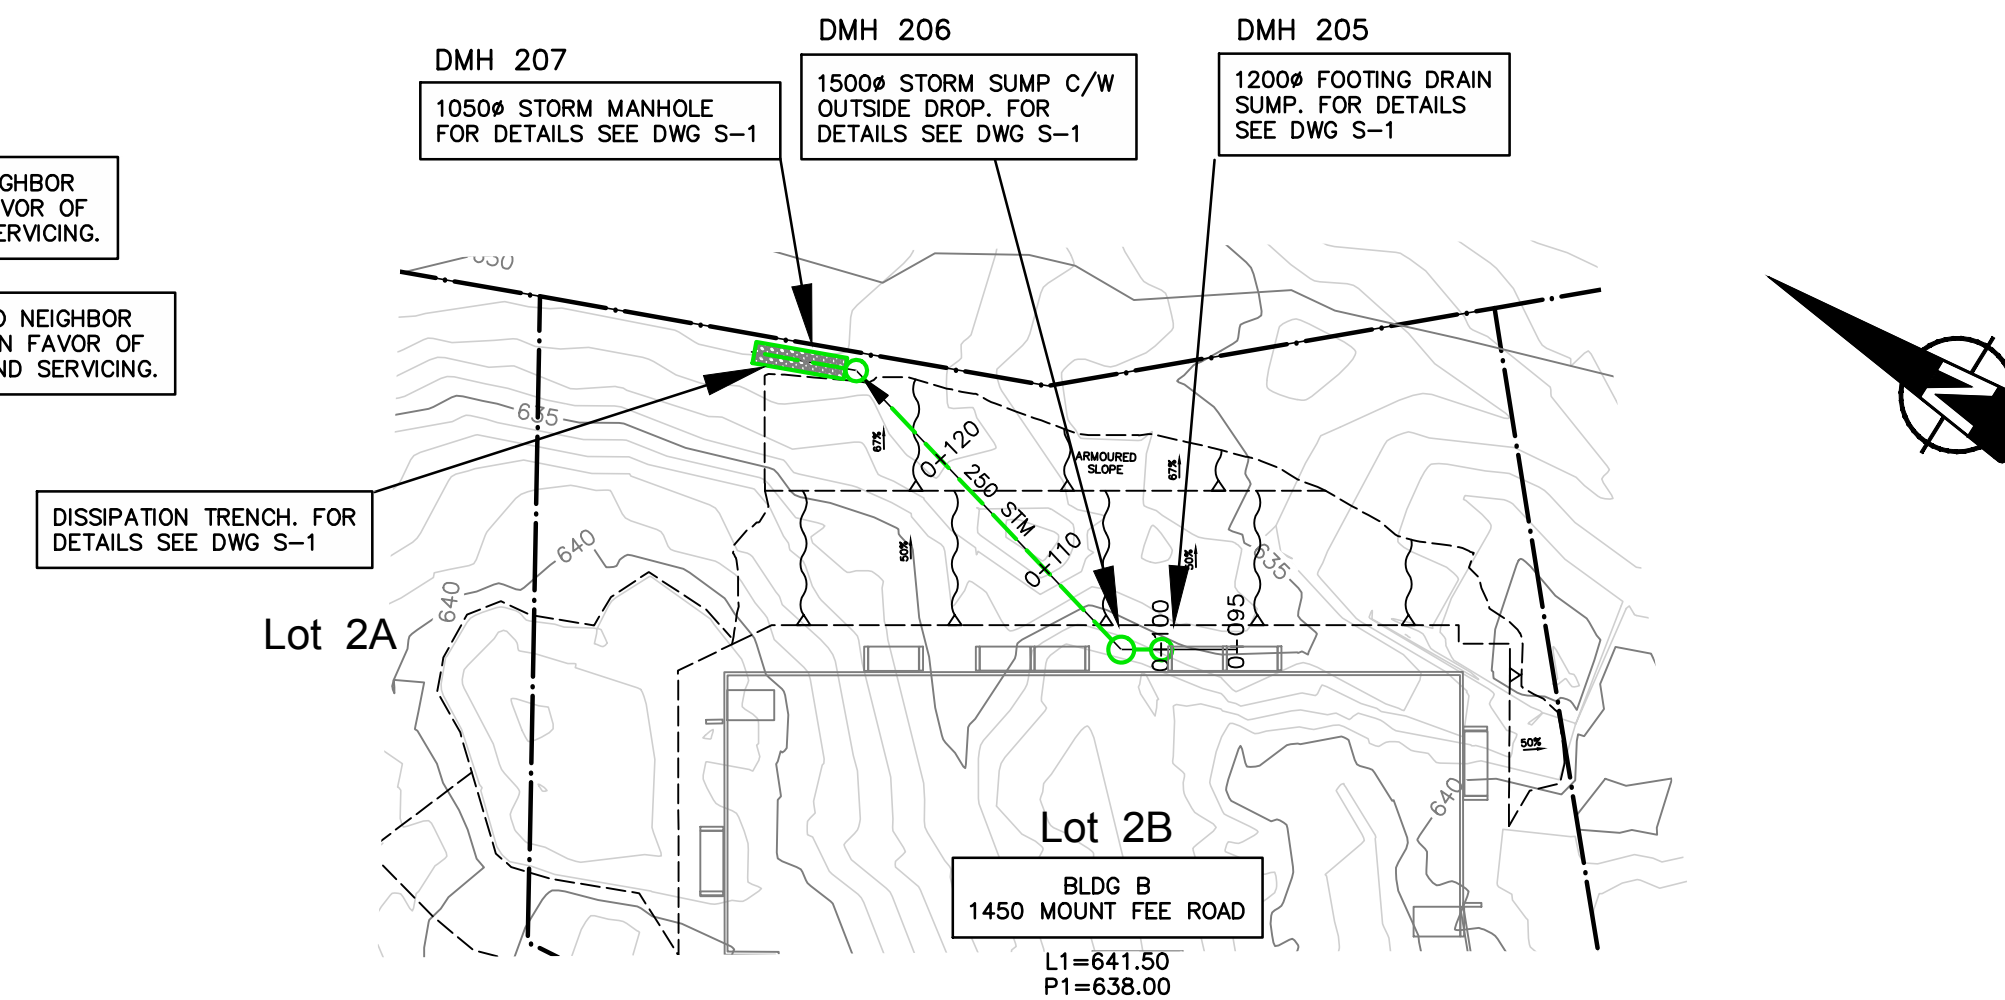 DMH 207
1050ø STORM MANHOLE
FOR DETAILS SEE DWG S-1
DMH 206
1500ø STORM SUMP C/W
OUTSIDE DROP. FOR
DETAILS SEE DWG S-1
DMH 205
1200ø FOOTING DRAIN
SUMP. FOR DETAILS
SEE DWG S-1
GHBOR
VOR OF
ERVICING.
NEIGHBOR
N FAVOR OF
ND SERVICING.
DISSIPATION TRENCH. FOR
DETAILS SEE DWG S-1
635
640
640
635
640
67%
67%
50%
50%
50%
ARMOURED
SLOPE
0+120
250 STM
0+110
0+100
0+095
N
Lot 2A
Lot 2B
BLDG B
1450 MOUNT FEE ROAD
L1=641.50
P1=638.00